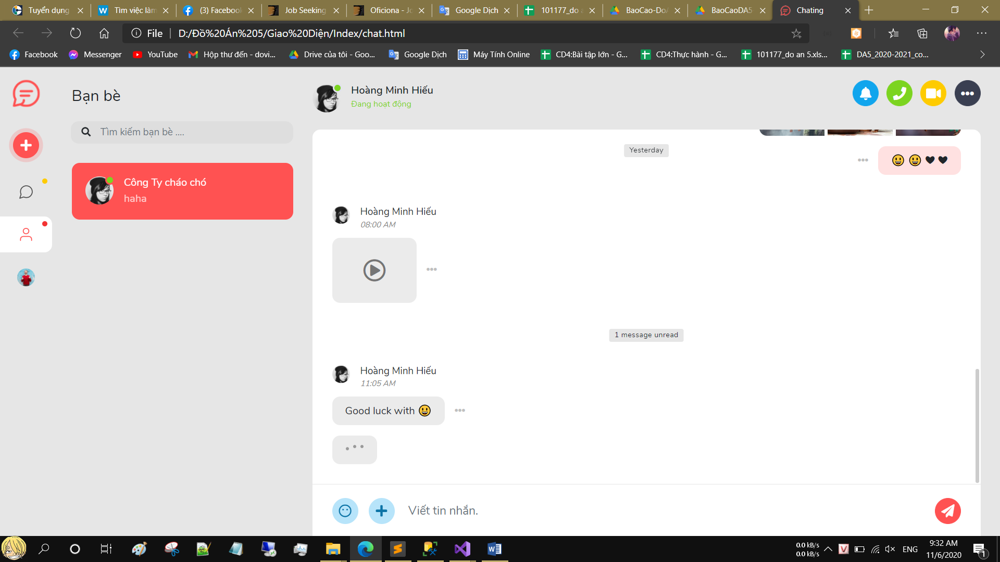 Tuyển dụng
Tìm việc làm
(3) Facebook
Job Seeking
Oficiona - Jo
Google Dịch
101177_do a
BaoCao-DoA
BaoCaoDA5
Chating
File
D:/Đồ%20Án%205/Giao%20Diện/Index/chat.html
Facebook
Messenger
YouTube
Hộp thư đến - dovi...
Drive của tôi - Goo...
Google Dịch
Máy Tính Online
CD4:Bài tập lớn - G...
CD4:Thực hành - G...
101177_do an 5.xls...
DA5_2020-2021_co...
Bạn bè
Tìm kiếm bạn bè ....
Công Ty cháo chó
haha
Hoàng Minh Hiếu
Đang hoạt động
Yesterday
😃 😃 🖤 🖤
Hoàng Minh Hiếu
08:00 AM
1 message unread
Hoàng Minh Hiếu
11:05 AM
Good luck with 😃
Viết tin nhắn.
0.0 kB/s
0.0 kB/s
ENG
9:32 AM
11/6/2020
1